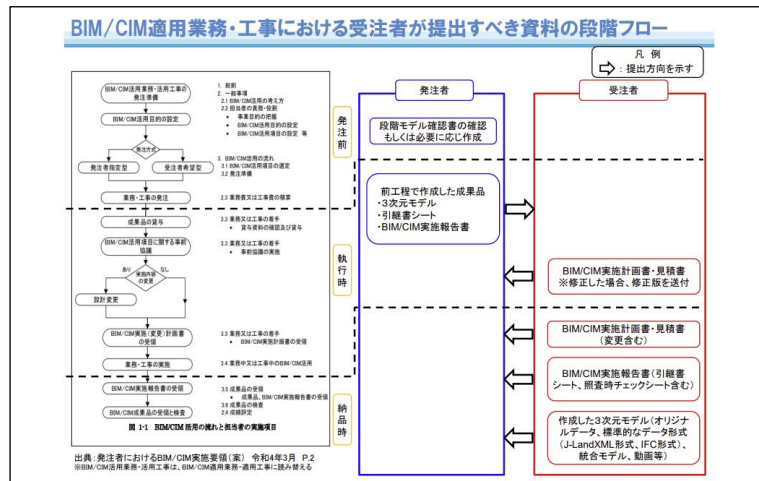 BIM/CIM適用業務・工事における受注者が提出すべき資料の段階フロー
凡 例
：提出方向を示す
BIM/CIM活用業務・活用工事の
発注準備
BIM/CIM活用目的の設定
発注方式
発注者指定型
受注者希望型
業務・工事の発注
成果品の貸与
BIM/CIM活用項目に関する事前
協議
あり
実施内容
の変更
なし
設計変更
BIM/CIM実施(変更)計画書
の受領
業務・工事の実施
BIM/CIM実施報告書の受領
BIM/CIM成果品の受領と検査
1. 総則
2. 一般事項
2.1 BIM/CIM活用の考え方
2.2 担当者の責務・役割
• 事業目的の把握
• BIM/CIM活用目的の設定
• BIM/CIM活用項目の設定 等
3. BIM/CIM活用の流れ
3.1 BIM/CIM活用項目の選定
3.2 発注準備
2.3 業務費又は工事費の積算
3.3 業務又は工事の着手
• 貸与資料の確認及び貸与
3.3 業務又は工事の着手
• 事前協議の実施
3.3 業務又は工事の着手
• BIM/CIM実施計画書の受領
3.4 業務中又は工事中のBIM/CIM活用
3.5 成果品の受領
• 成果品、BIM/CIM実施報告書の受領
3.6 成果品の検査
2.4 成績評定
図 1-1 BIM/CIM 活用の流れと担当者の実施項目
発注前
執行時
納品時
発注者
段階モデル確認書の確認
もしくは必要に応じ作成
前工程で作成した成果品
・3次元モデル
・引継書シート
・BIM/CIM実施報告書
受注者
BIM/CIM実施計画書・見積書
※修正した場合、修正版を送付
BIM/CIM実施計画書・見積書
(変更含む)
BIM/CIM実施報告書(引継書
シート、照査時チェックシート含む)
作成した3次元モデル(オリジ
ナルデータ、標準的なデータ形式
(J-LandXML形式、IFC形式)、
統合モデル、動画等)
出典：発注者におけるBIM/CIM実施要領(案) 令和4年3月 P.2
※BIM/CIM活用業務・活用工事は、BIM/CIM適用業務・適用工事に読み替える